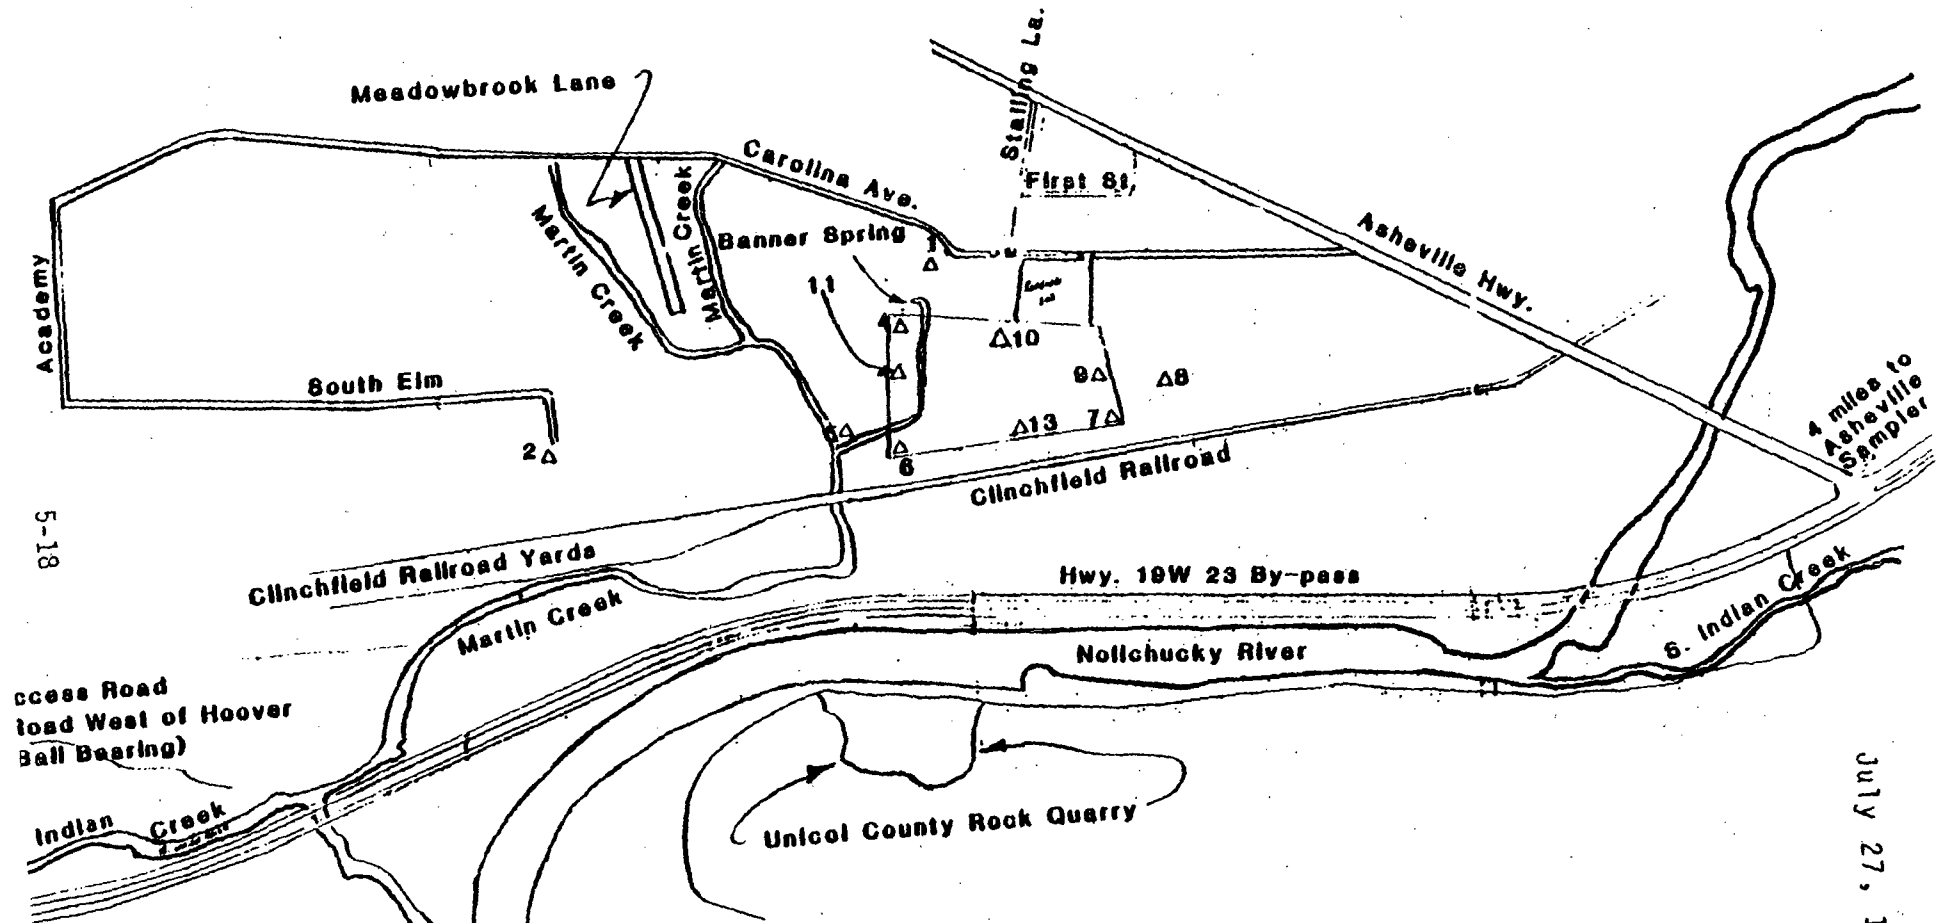 Stalling La.
Meadowbrook Lane
Carolina Ave.
First St.
Martin Creek
Martin Creek
Banner Spring
1
Asheville Hwy.
11
Academy
10
South Elm
9
8
4 miles to
Asheville
Sampler
13
7
2
6
Clinchfield Railroad
5-18
Clinchfield Railroad Yards
Hwy. 19W 23 By-pass
Martin Creek
S. Indian Creek
Nolichucky River
ccess Road
Road West of Hoover
Ball Bearing)
July 27, 1
Indian Creek
Unicoi County Rock Quarry